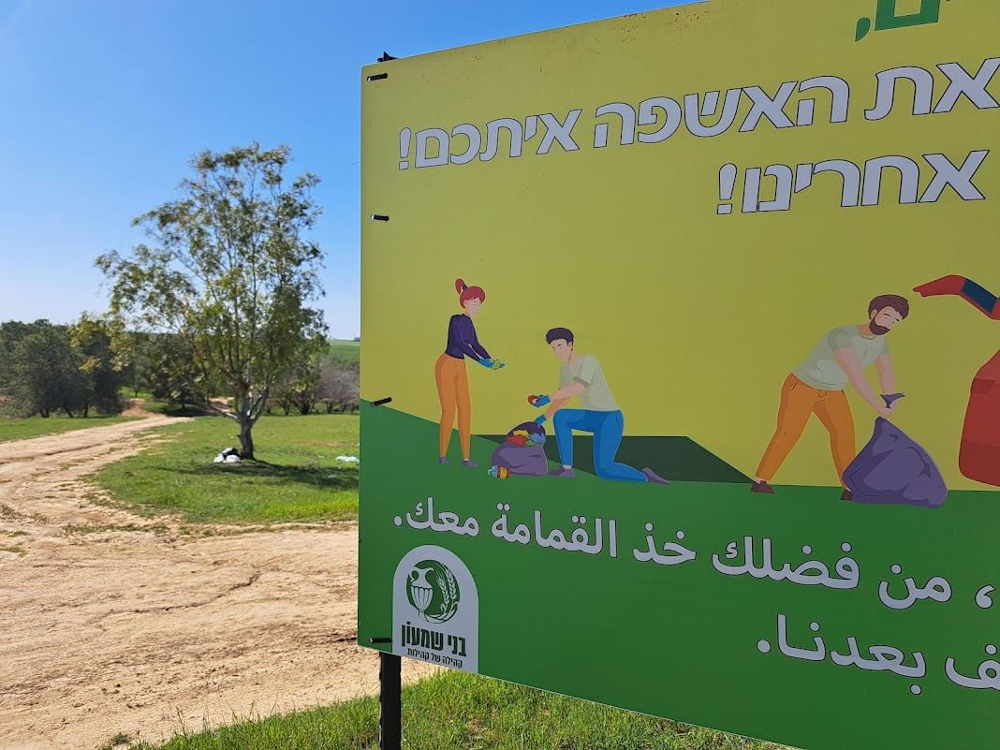 את האשפה איתכם!
אחרינו!
، من فضلك خذ القمامة معك.
بعدنا.
בני שמעון
קהילה של קהילות